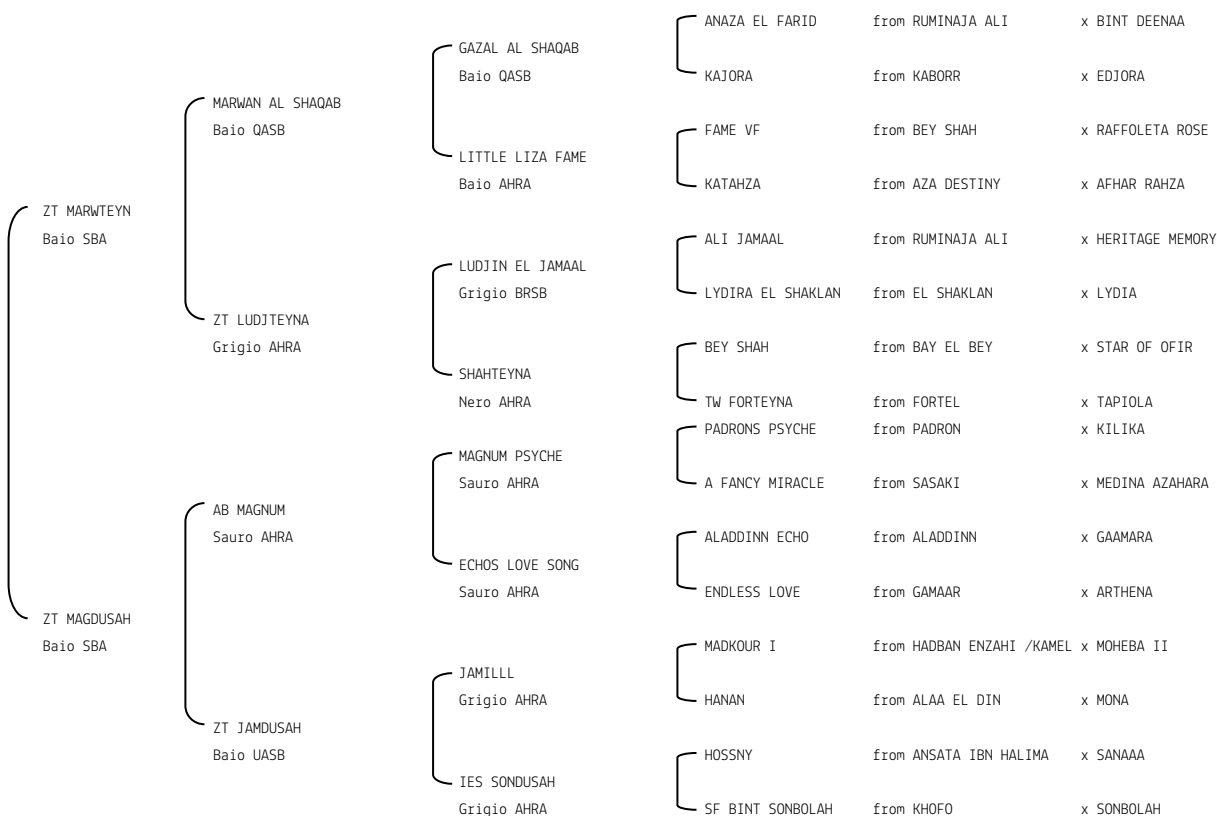 ANAZA EL FARID from RUMINAJA ALI x BINT DEENAA
GAZAL AL SHAQAB
Baio QASB KAJORA from KABORR x EDJORA
MARWAN AL SHAQAB
Baio QASB FAME VF from BEY SHAH x RAFFOLETA ROSE
LITTLE LIZA FAME
Baio AHRA KATAHZA from AZA DESTINY x AFHAR RAHZA
ZT MARWTEYN
Baio SBA ALI JAMAAL from RUMINAJA ALI x HERITAGE MEMORY
LUDJIN EL JAMAAL
Grigio BRSB LYDIRA EL SHAKLAN from EL SHAKLAN x LYDIA
ZT LUDJTEYNA
Grigio AHRA BEY SHAH from BAY EL BEY x STAR OF OFIR
SHAHTEYNA
Nero AHRA TW FORTEYNA from FORTEL x TAPIOLA
PADRONS PSYCHE from PADRON x KILIKA
MAGNUM PSYCHE
Sauro AHRA A FANCY MIRACLE from SASAKI x MEDINA AZAHARA
AB MAGNUM
Sauro AHRA ALADDINN ECHO from ALADDINN x GAAMARA
ECHOS LOVE SONG
Sauro AHRA ENDLESS LOVE from GAMAAR x ARTHENA
ZT MAGDUSAH
Baio SBA MADKOUR I from HADBAN ENZAHI /KAMEL x MOHEBA II
JAMILLL
Grigio AHRA HANAN from ALAA EL DIN x MONA
ZT JAMDUSAH
Baio UASB HOSSNY from ANSATA IBN HALIMA x SANAAA
IES SONDUSAH
Grigio AHRA SF BINT SONBOLAH from KHOFO x SONBOLAH